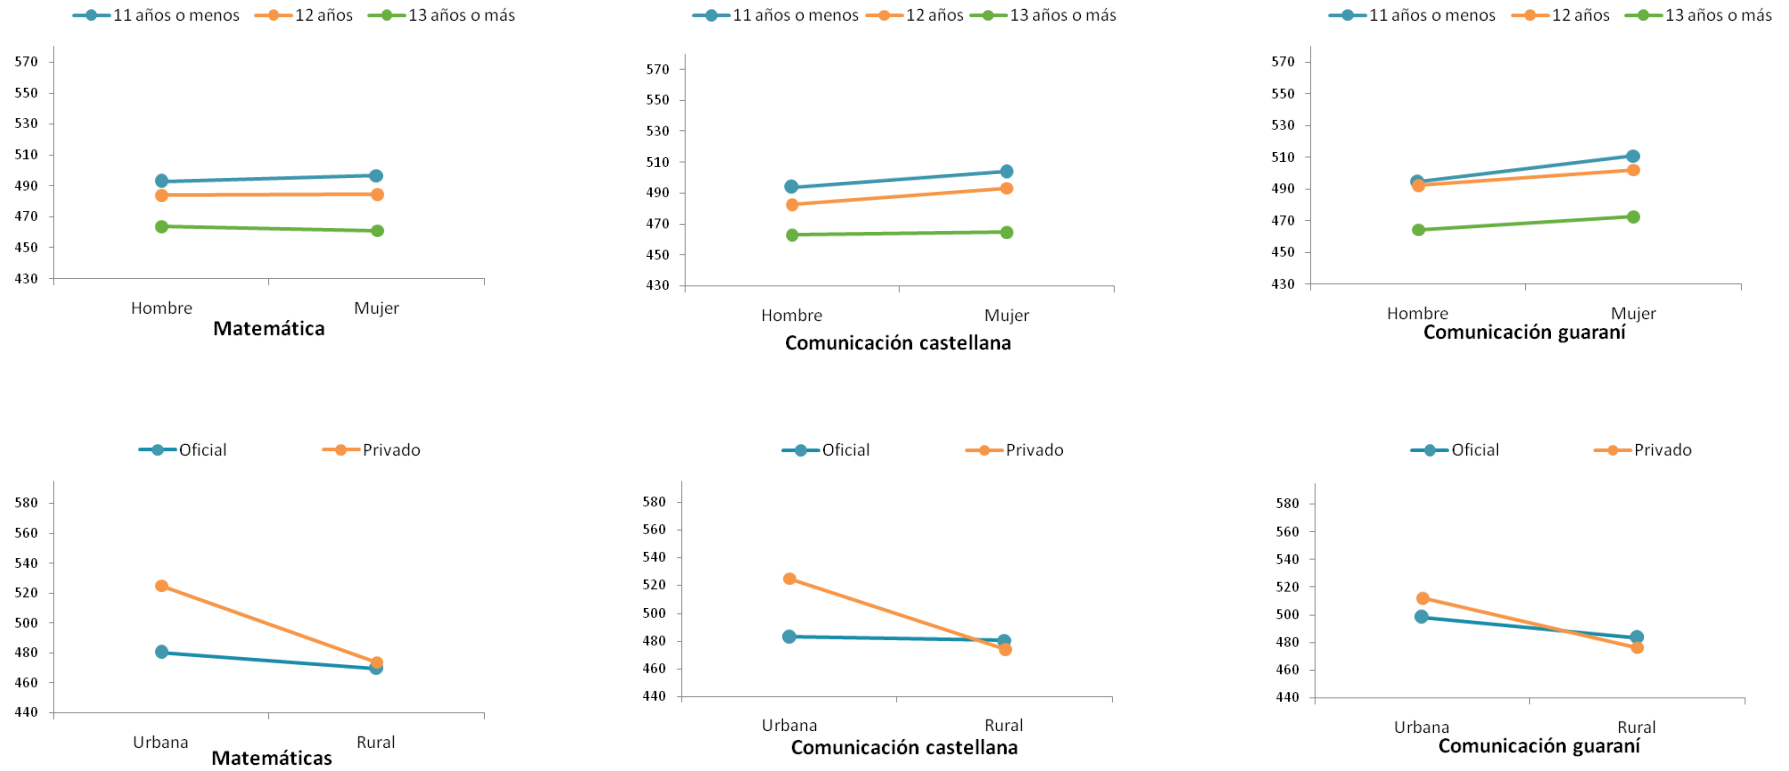 11 años o menos 12 años 13 años o más
570
550
530
510
490
470
450
430
Hombre Mujer
Matemática
11 años o menos 12 años 13 años o más
570
550
530
510
490
470
450
430
Hombre Mujer
Comunicación castellana
11 años o menos 12 años 13 años o más
570
550
530
510
490
470
450
430
Hombre Mujer
Comunicación guaraní
Oficial Privado
580
560
540
520
500
480
460
440
Urbana Rural
Matemáticas
Oficial Privado
580
560
540
520
500
480
460
440
Urbana Rural
Comunicación castellana
Oficial Privado
580
560
540
520
500
480
460
440
Urbana Rural
Comunicación guaraní